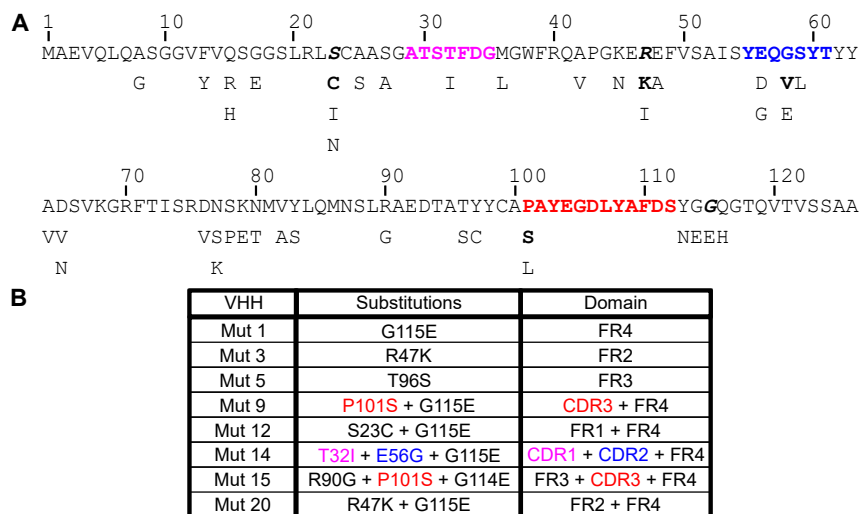 A
1 10 20 30 40 50 60
MAEVQLQASGGVFVQSGGSLRLSCAASGATSTFDGMGWFRQAPGKEREFVSAISYEQGSYTYY
G Y R E C S A I L V N KA D VL
H I I G E
N
70 80 90 100 110 120
ADSVKGRFTISRDNSKNMVYLQMNSLRAEDTATYYCAPAYEGDLYAFDSYGGQGTQVTVSSAA
VV VSPET AS G SC S NEEH
N K L
B
VHH Substitutions Domain
Mut 1 G115E FR4
Mut 3 R47K FR2
Mut 5 T96S FR3
Mut 9 P101S + G115E CDR3 + FR4
Mut 12 S23C + G115E FR1 + FR4
Mut 14 T32I + E56G + G115E CDR1 + CDR2 + FR4
Mut 15 R90G + P101S + G114E FR3 + CDR3 + FR4
Mut 20 R47K + G115E FR2 + FR4